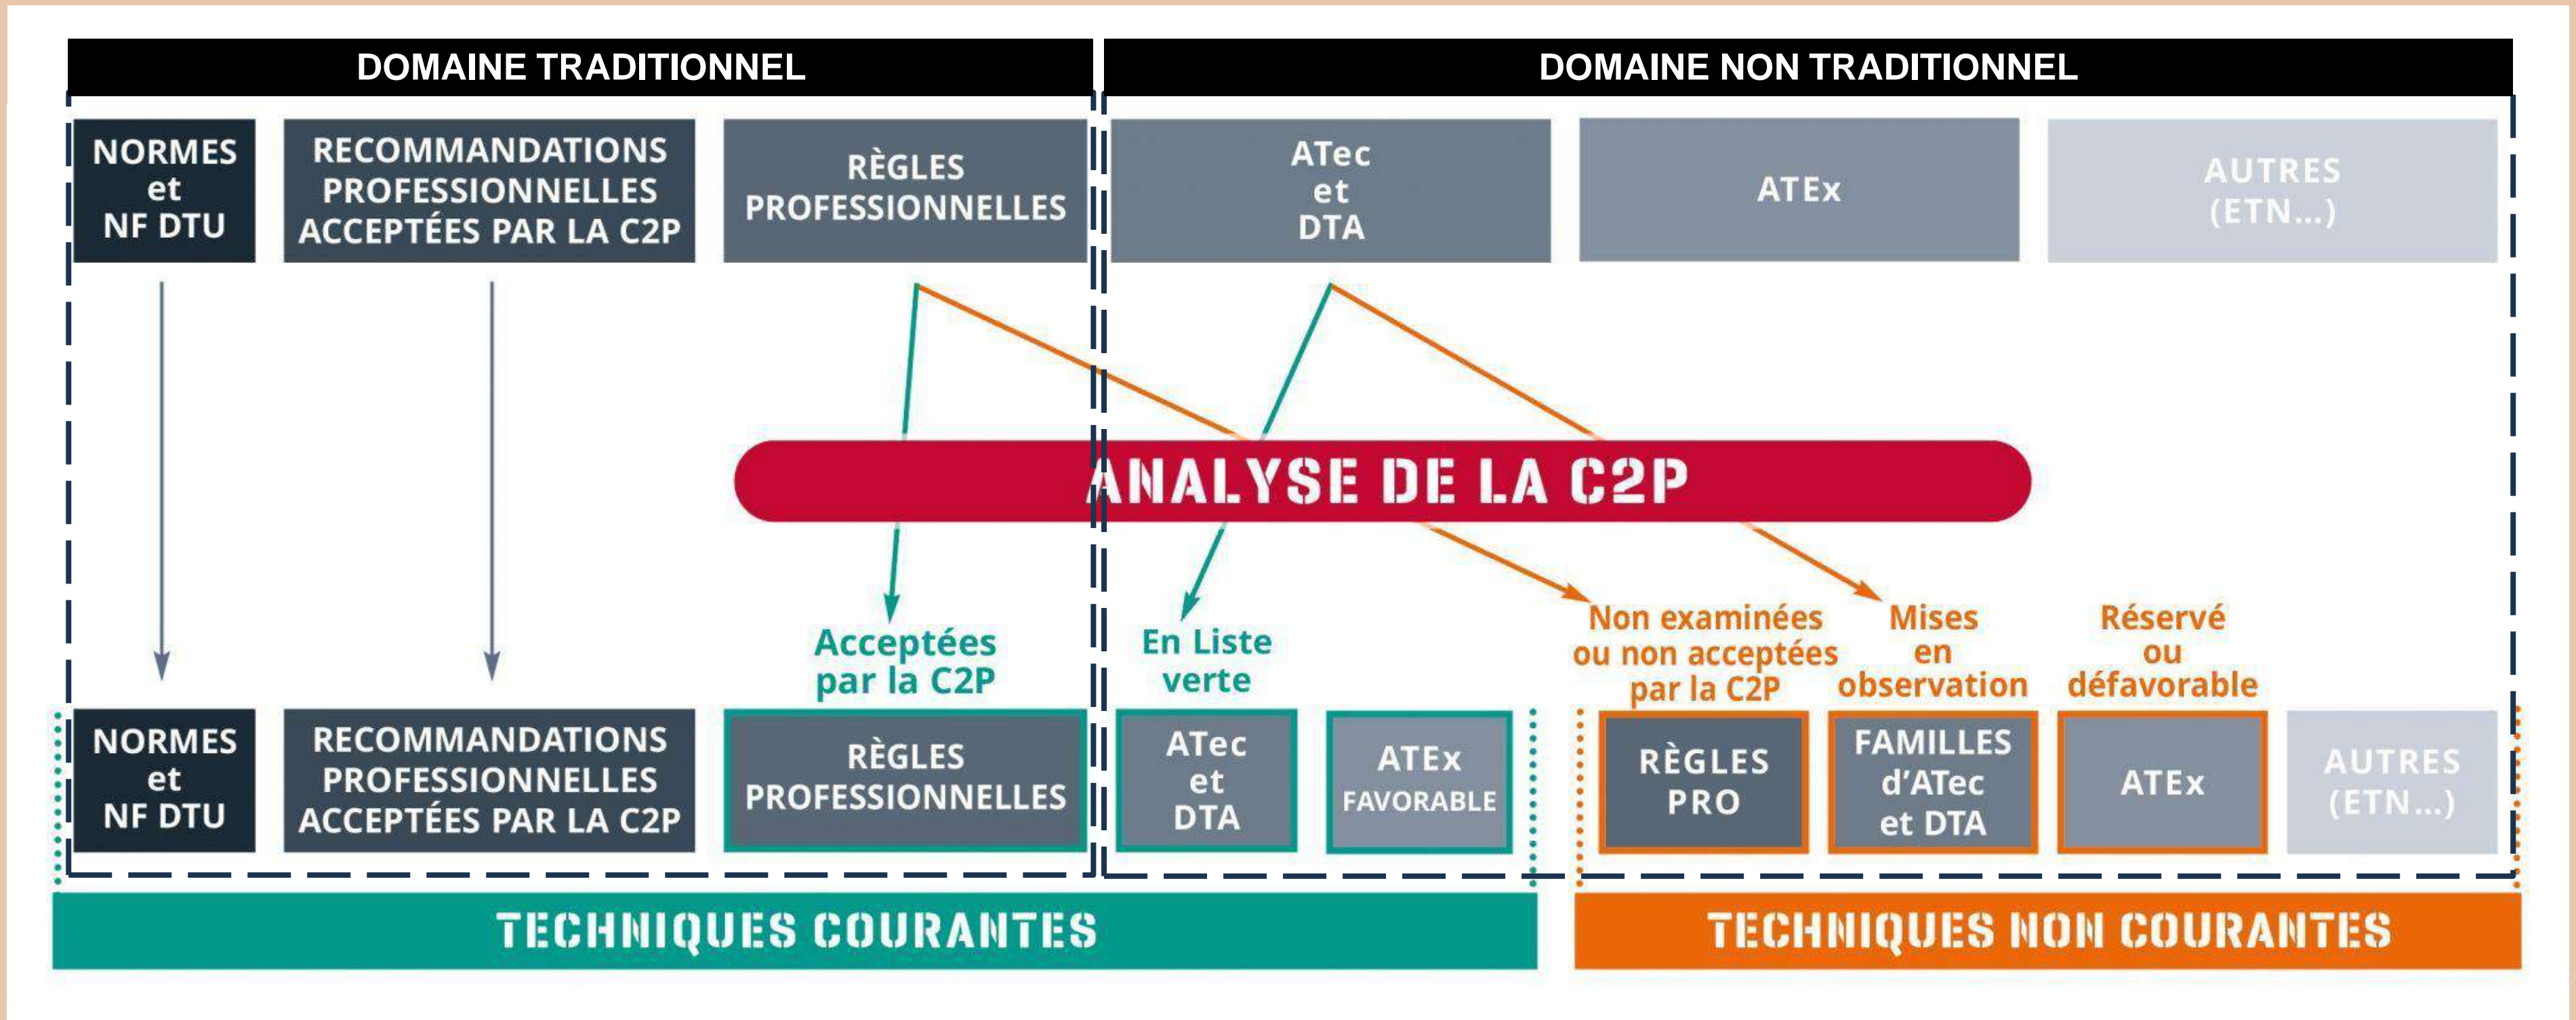 DOMAINE TRADITIONNEL
DOMAINE NON TRADITIONNEL
NORMES
et
NF DTU
RECOMMANDATIONS
PROFESSIONNELLES
ACCEPTÉES PAR LA C2P
RÈGLES
PROFESSIONNELLES
ATec
et
DTA
ATEx
AUTRES
(ETN...)
ANALYSE DE LA C2P
Acceptées
par la C2P
En Liste
verte
Non examinées
ou non acceptées
par la C2P
Mises
en
observation
Réservé
ou
défavorable
NORMES
et
NF DTU
RECOMMANDATIONS
PROFESSIONNELLES
ACCEPTÉES PAR LA C2P
RÈGLES
PROFESSIONNELLES
ATec
et
DTA
ATEx
FAVORABLE
RÈGLES
PRO
FAMILLES
d'ATec
et DTA
ATEx
AUTRES
(ETN...)
TECHNIQUES COURANTES
TECHNIQUES NON COURANTES